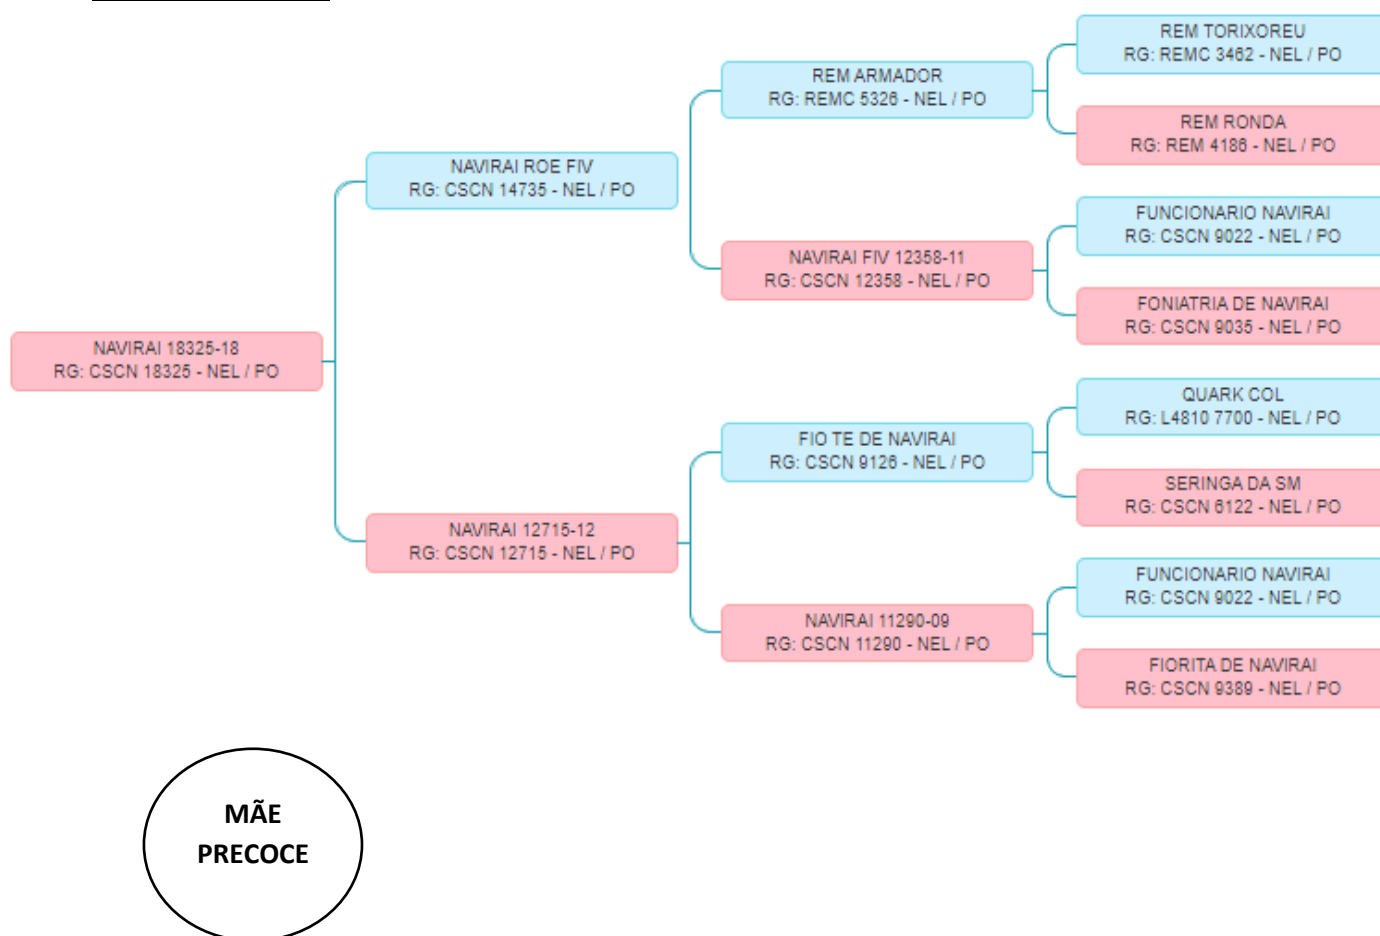 REM TORIXOREU
RG: REMC 3462 - NEL / PO
REM ARMADOR
RG: REMC 5326 - NEL / PO
REM RONDA
RG: REM 4186 - NEL / PO
NAVIRAI ROE FIV
RG: CSCN 14735 - NEL / PO
FUNCIONARIO NAVIRAI
RG: CSCN 9022 - NEL / PO
NAVIRAI FIV 12358-11
RG: CSCN 12358 - NEL / PO
FONIATRIA DE NAVIRAI
RG: CSCN 9035 - NEL / PO
NAVIRAI 18325-18
RG: CSCN 18325 - NEL / PO
QUARK COL
RG: L4810 7700 - NEL / PO
FIO TE DE NAVIRAI
RG: CSCN 9126 - NEL / PO
SERINGA DA SM
RG: CSCN 6122 - NEL / PO
NAVIRAI 12715-12
RG: CSCN 12715 - NEL / PO
FUNCIONARIO NAVIRAI
RG: CSCN 9022 - NEL / PO
NAVIRAI 11290-09
RG: CSCN 11290 - NEL / PO
FIORITA DE NAVIRAI
RG: CSCN 9389 - NEL / PO
MÃE
PRECOCE